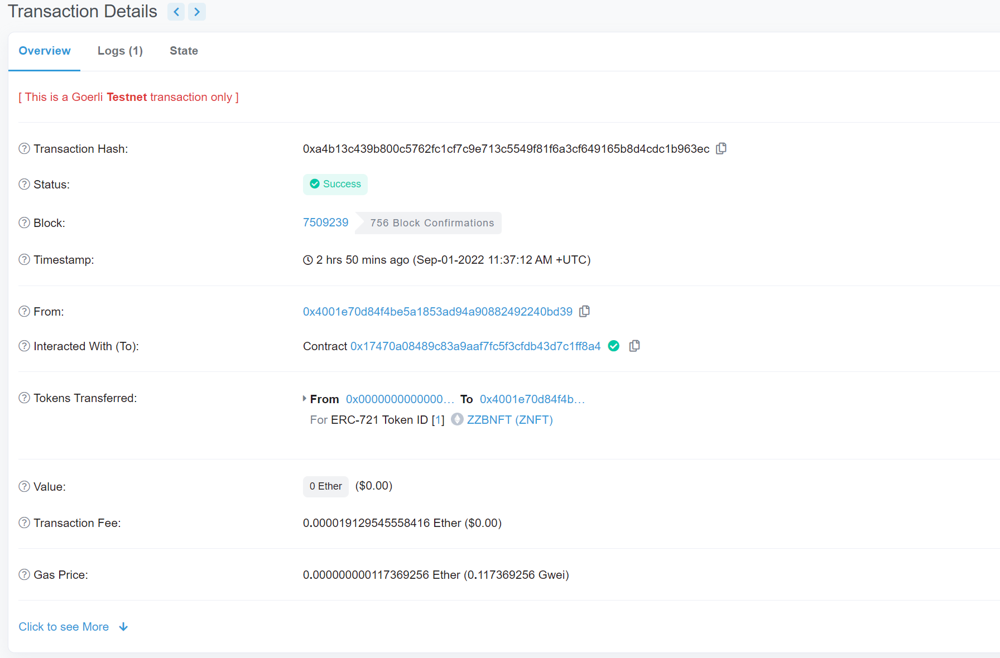 Transaction Details
Overview Logs (1) State
[ This is a Goerli Testnet transaction only ]
Transaction Hash: 0xa4b13c439b800c5762fc1cf7c9e713c5549f81f6a3cf649165b8d4cdc1b963ec
Status: Success
Block: 7509239 756 Block Confirmations
Timestamp: 2 hrs 50 mins ago (Sep-01-2022 11:37:12 AM +UTC)
From: 0x4001e70d84f4be5a1853ad94a90882492240bd39
Interacted With (To): Contract 0x17470a08489c83a9aaf7fc5f3cfdb43d7c1ff8a4
Tokens Transferred: From 0x0000000000000... To 0x4001e70d84f4b...
For ERC-721 Token ID [1] ZZBNFT (ZNFT)
Value: 0 Ether ($0.00)
Transaction Fee: 0.000019129545558416 Ether ($0.00)
Gas Price: 0.000000000117369256 Ether (0.117369256 Gwei)
Click to see More